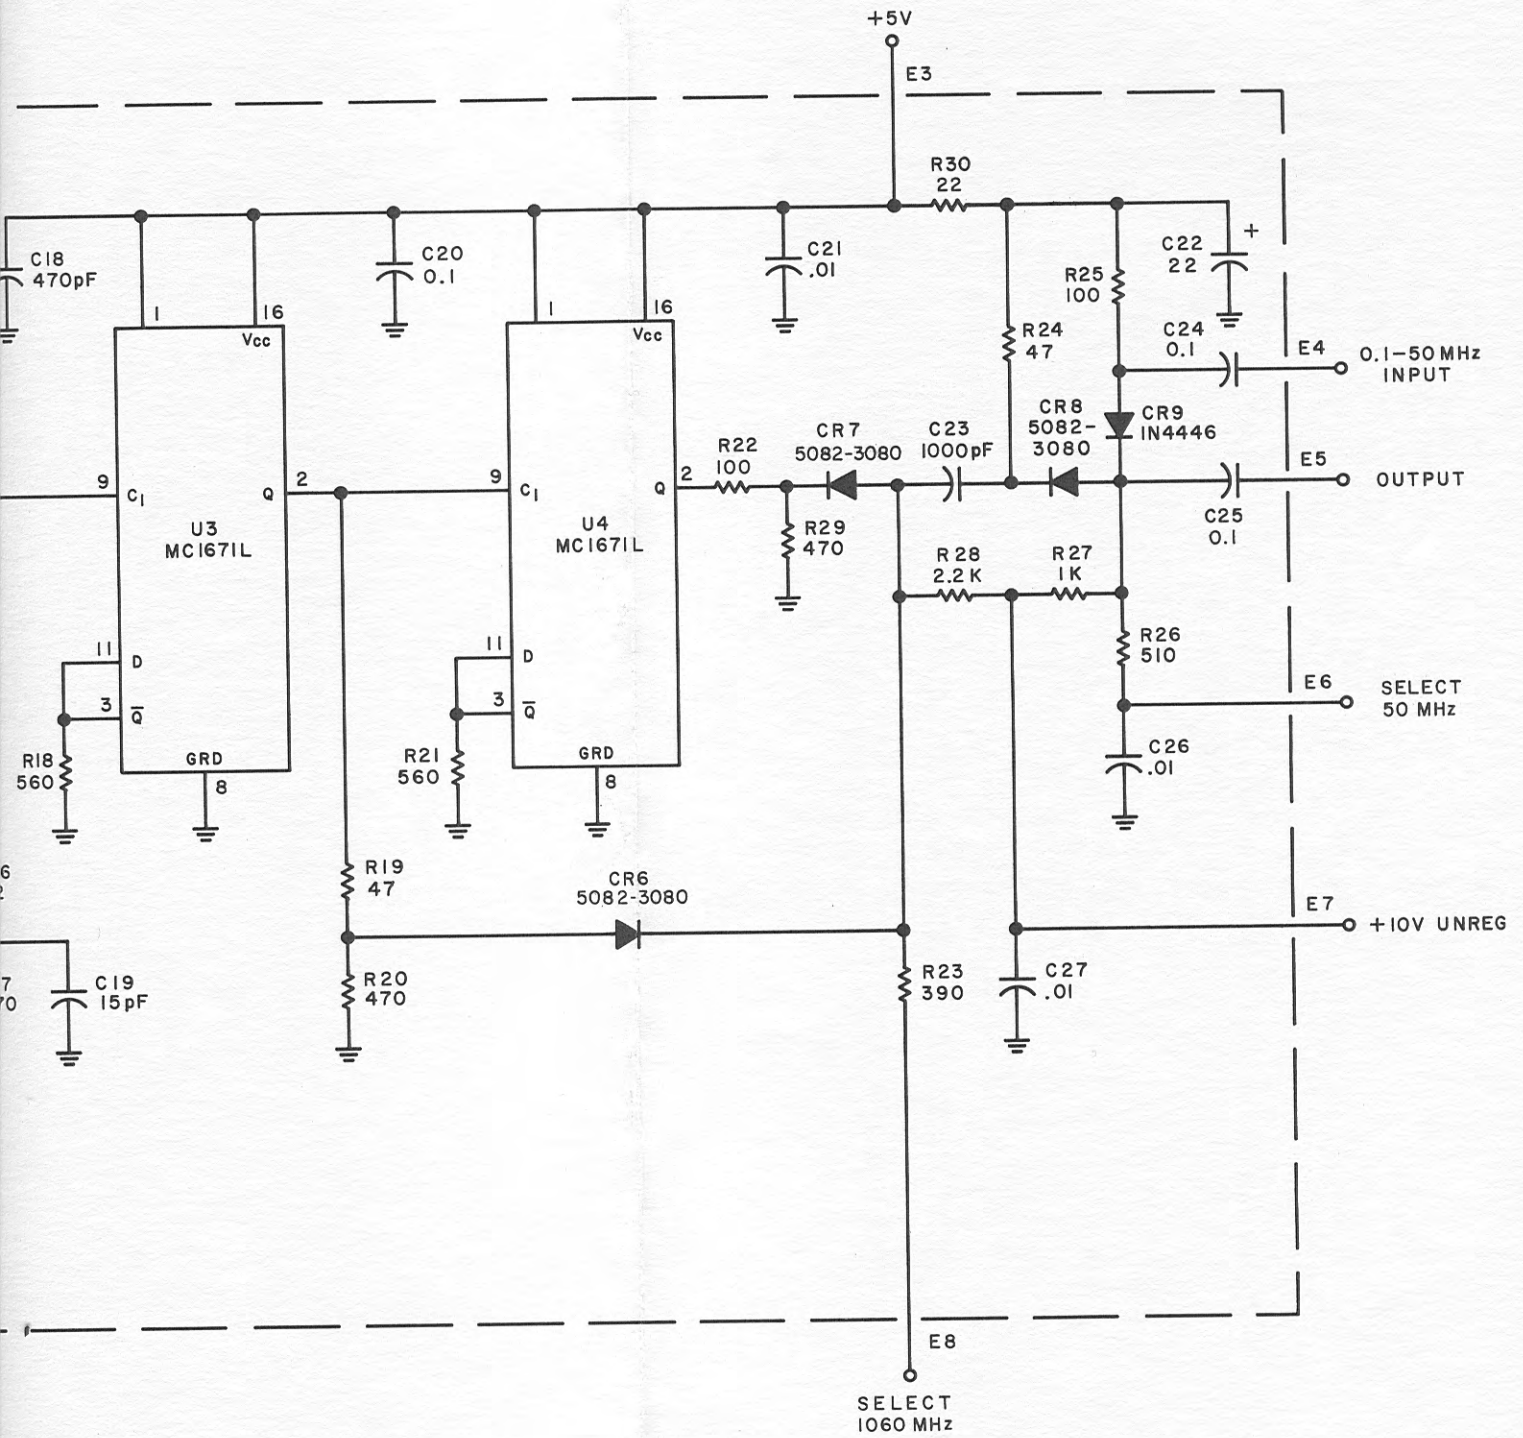 +5V
E3
R30
22
C18
470pF
C20
0.1
C21
.01
C22
22
+
R25
100
1
16
Vcc
1
16
Vcc
R24
47
C24
0.1
E4
0.1-50 MHz
INPUT
CR8
5082-
3080
CR9
IN4446
R22
100
CR7
5082-3080
C23
1000pF
E5
OUTPUT
9
C1
Q
2
9
C1
Q
2
U3
MC1671L
U4
MC1671L
R29
470
C25
0.1
R28
2.2K
R27
1K
R26
510
11
D
3
Q̅
11
D
3
Q̅
E6
SELECT
50 MHz
R18
560
GRD
8
R21
560
GRD
8
C26
.01
6
R19
47
CR6
5082-3080
E7
+10V UNREG
7
70
C19
15pF
R20
470
R23
390
C27
.01
E8
SELECT
1060 MHz